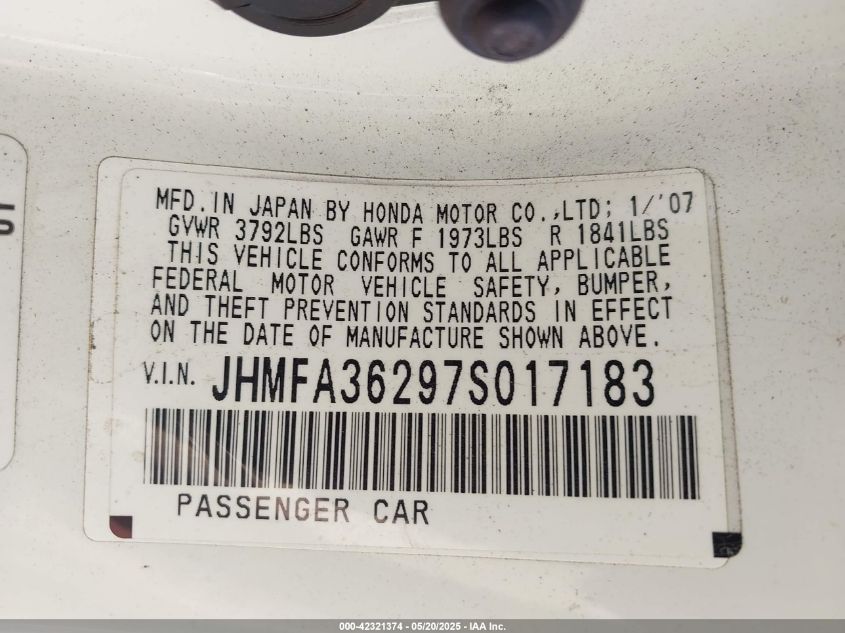 MFD. IN JAPAN BY HONDA MOTOR CO.,LTD; 1/'07
GVWR 3792LBS GAWR F 1973LBS R 1841LBS
THIS VEHICLE CONFORMS TO ALL APPLICABLE
FEDERAL MOTOR VEHICLE SAFETY, BUMPER,
AND THEFT PREVENTION STANDARDS IN EFFECT
ON THE DATE OF MANUFACTURE SHOWN ABOVE.
V.I.N. JHMFA36297S017183
PASSENGER CAR
000-42321374 - 05/20/2025 - IAA Inc.